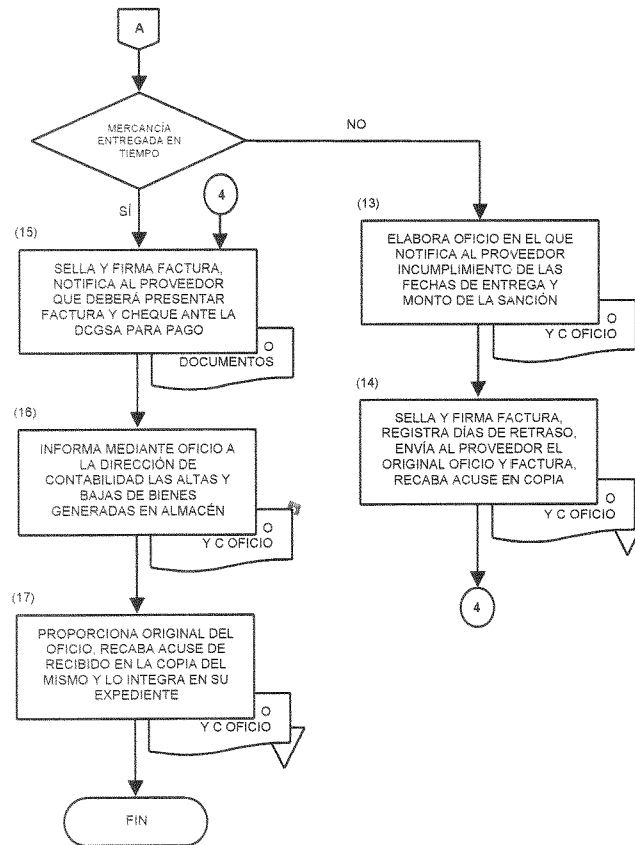 A
MERCANCÍA
ENTREGADA EN
TIEMPO
NO
SÍ
4
(13)
ELABORA OFICIO EN EL QUE
NOTIFICA AL PROVEEDOR
INCUMPLIMIENTO DE LAS
FECHAS DE ENTREGA Y
MONTO DE LA SANCIÓN
O
Y C OFICIO
(14)
SELLA Y FIRMA FACTURA,
REGISTRA DÍAS DE RETRASO,
ENVÍA AL PROVEEDOR EL
ORIGINAL OFICIO Y FACTURA,
RECABA ACUSE EN COPIA
O
Y C OFICIO
4
(15)
SELLA Y FIRMA FACTURA,
NOTIFICA AL PROVEEDOR
QUE DEBERÁ PRESENTAR
FACTURA Y CHEQUE ANTE LA
DCGSA PARA PAGO
O
DOCUMENTOS
(16)
INFORMA MEDIANTE OFICIO A
LA DIRECCIÓN DE
CONTABILIDAD LAS ALTAS Y
BAJAS DE BIENES
GENERADAS EN ALMACÉN
O
Y C OFICIO
(17)
PROPORCIONA ORIGINAL DEL
OFICIO, RECABA ACUSE DE
RECIBIDO EN LA COPIA DEL
MISMO Y LO INTEGRA EN SU
EXPEDIENTE
O
Y C OFICIO
FIN